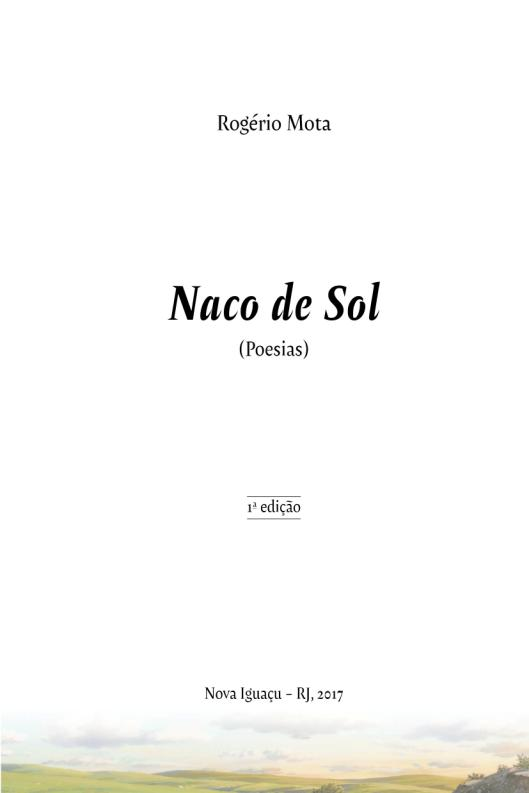 Rogério Mota
Naco de Sol
(Poesias)
1ª edição
Nova Iguaçu – RJ, 2017